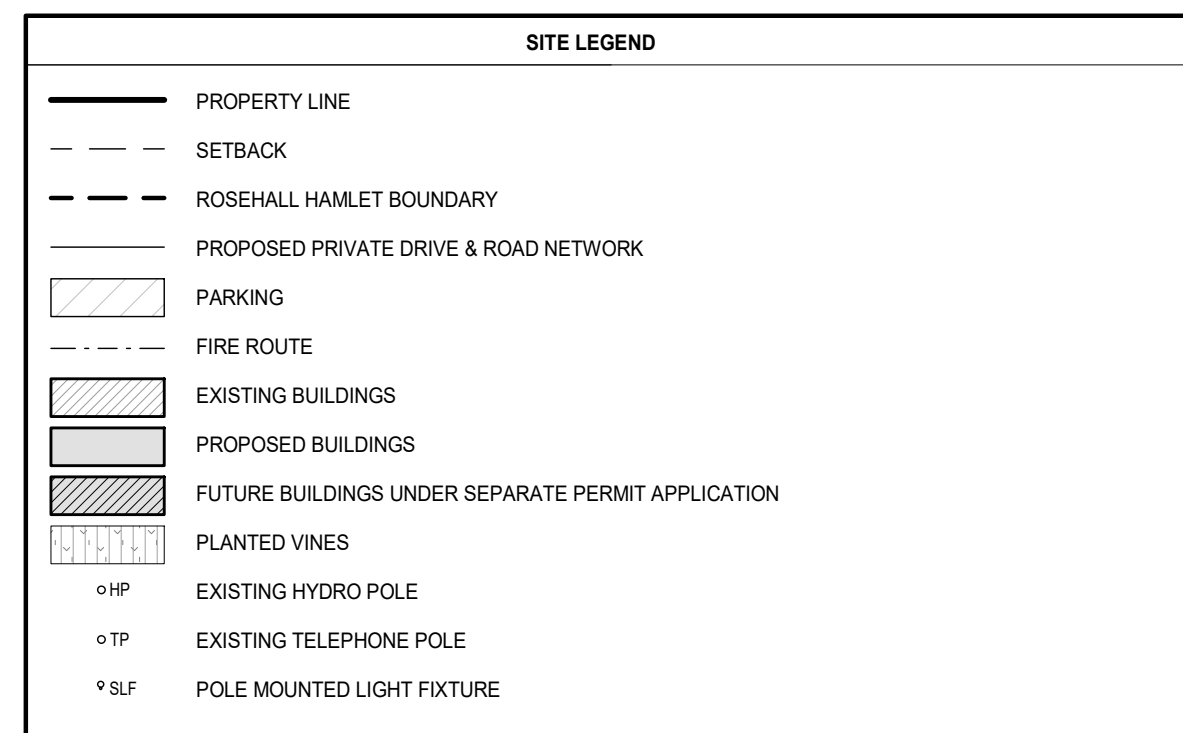 SITE LEGEND
PROPERTY LINE
SETBACK
ROSEHALL HAMLET BOUNDARY
PROPOSED PRIVATE DRIVE & ROAD NETWORK
PARKING
FIRE ROUTE
EXISTING BUILDINGS
PROPOSED BUILDINGS
FUTURE BUILDINGS UNDER SEPARATE PERMIT APPLICATION
PLANTED VINES
HP EXISTING HYDRO POLE
TP EXISTING TELEPHONE POLE
SLF POLE MOUNTED LIGHT FIXTURE